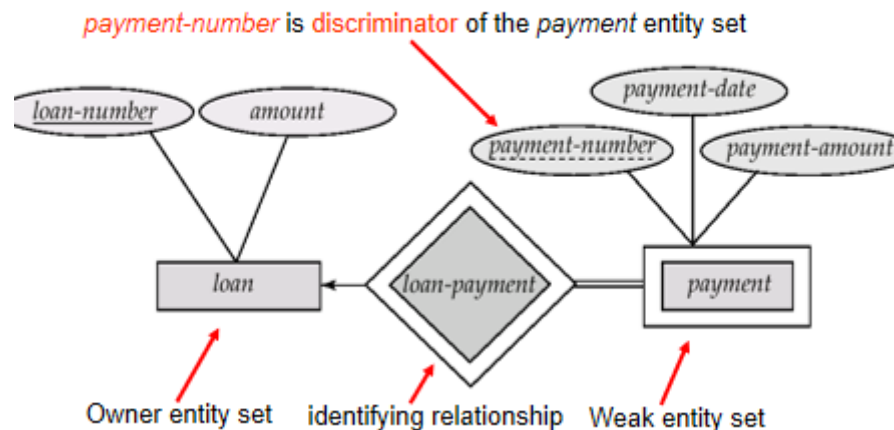 payment-number is discriminator of the payment entity set
payment-date
loan-number
amount
payment-number
payment-amount
loan
loan-payment
payment
Owner entity set
identifying relationship
Weak entity set